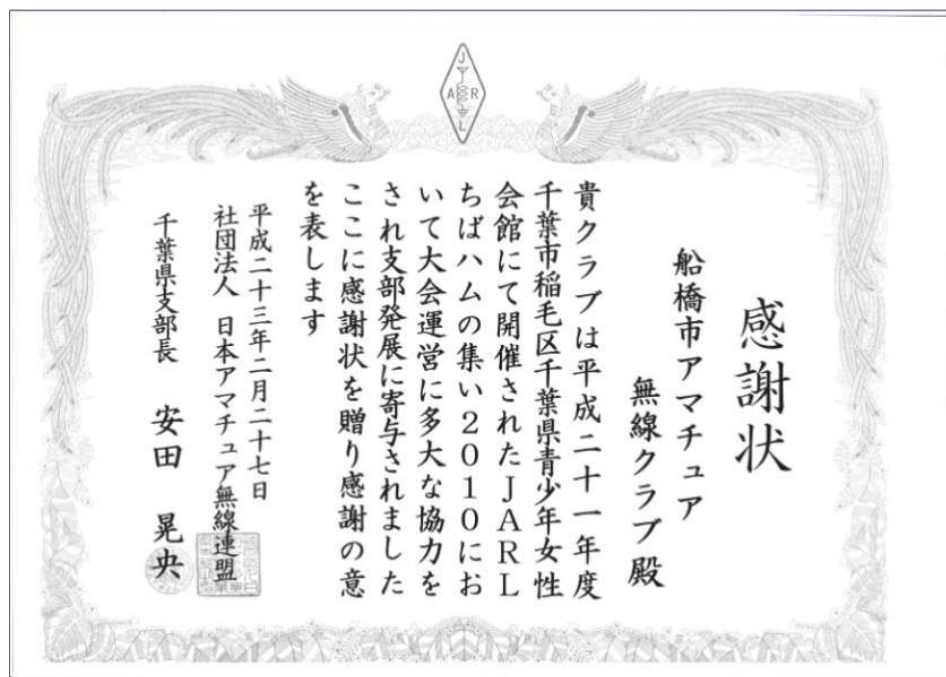 JARL
感謝状
船橋市アマチュア
無線クラブ殿
貴クラブは平成二十一年度
千葉市稲毛区千葉県青少年女性
会館にて開催されたJARL
ちばハムの集い2010にお
いて大会運営に多大な協力を
され支部発展に寄与されました
ここに感謝状を贈り感謝の意
を表します
平成二十三年二月二十七日
社団法人 日本アマチュア無線連盟
千葉県支部長 安田 晃央